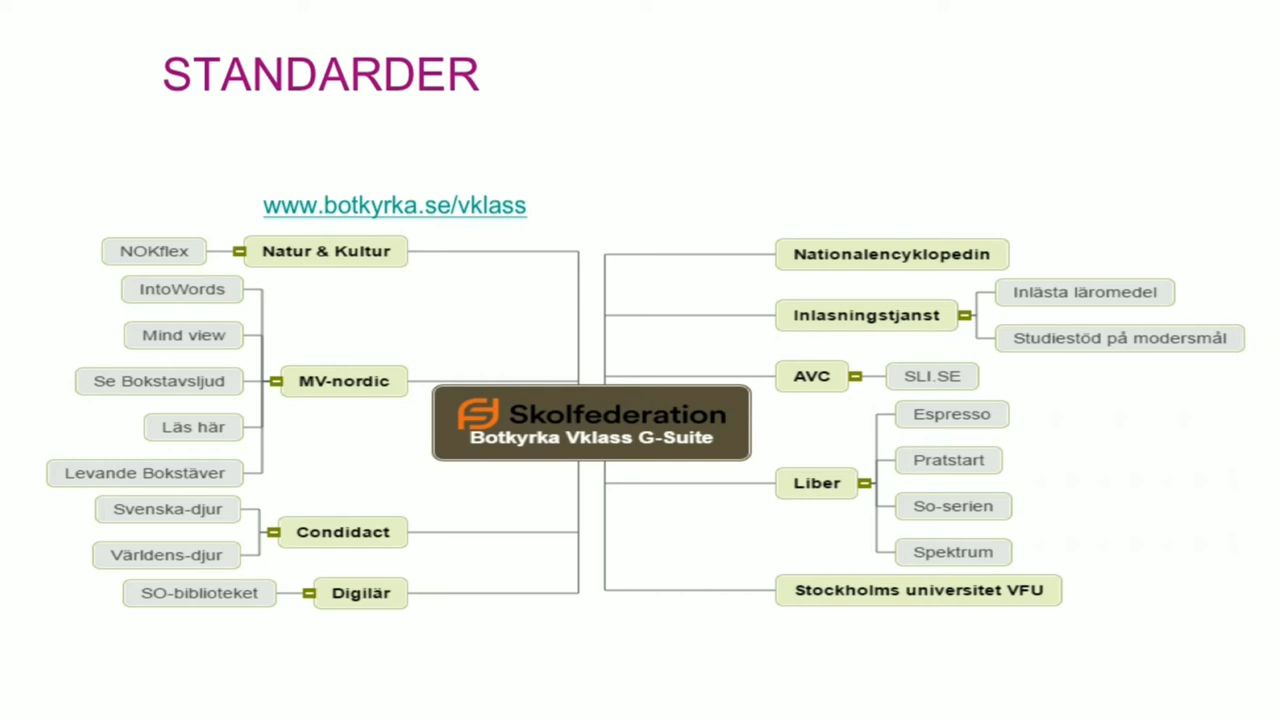 STANDARDER
www.botkyrka.se/vklass
NOKflex
Natur & Kultur
IntoWords
Mind view
Se Bokstavsljud
Läs här
Levande Bokstäver
MV-nordic
Svenska-djur
Världens-djur
Condidact
SO-biblioteket
Digilär
Skolfederation
Botkyrka Vklass G-Suite
Nationalencyklopedin
Inlasningstjanst
Inlästa läromedel
Studiestöd på modersmål
AVC
SLI.SE
Liber
Espresso
Pratstart
So-serien
Spektrum
Stockholms universitet VFU